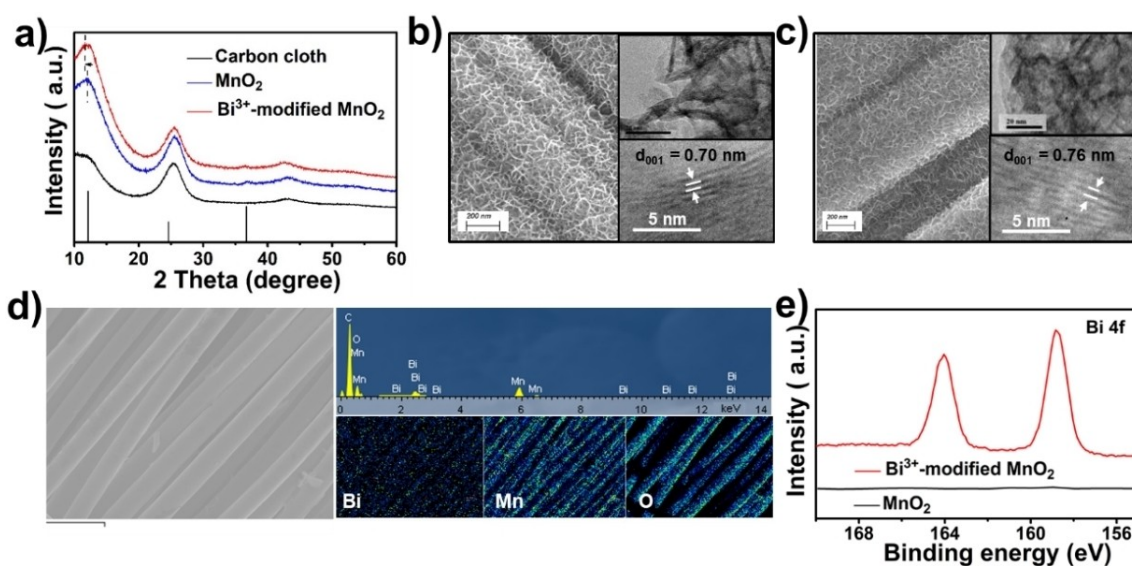 a)
Intensity ( a.u.)
Carbon cloth
MnO2
Bi3+-modified MnO2
10 20 30 40 50 60
2 Theta (degree)
b)
200 nm
d001 = 0.70 nm
5 nm
c)
200 nm
20 nm
d001 = 0.76 nm
5 nm
d)
C
O
Mn
Mn
Bi
Bi
Bi
Bi
Bi
Mn
Mn
Bi
Bi
Bi
Bi
Bi
0 2 4 6 8 10 12 keV 14
Bi
Mn
O
e)
Bi 4f
Intensity ( a.u.)
Bi3+-modified MnO2
MnO2
168 164 160 156
Binding energy (eV)